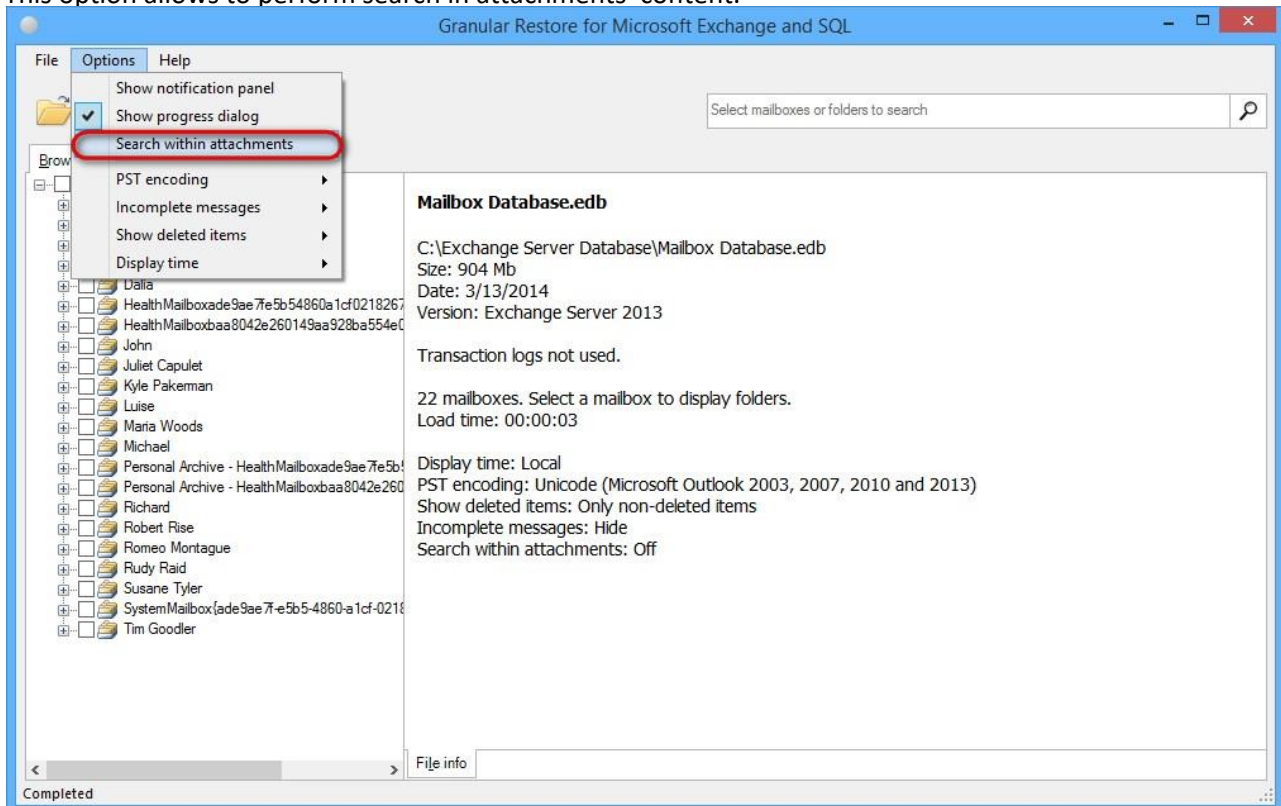 This option allows to perform search in attachments' content.
Granular Restore for Microsoft Exchange and SQL
File Options Help
Show notification panel
Show progress dialog
Search within attachments
PST encoding
Incomplete messages
Show deleted items
Display time
Select mailboxes or folders to search
Brow
Dalia
HealthMailboxade9ae7fe5b54860a1cf0218267
HealthMailboxbaa8042e260149aa928ba554e0
John
Juliet Capulet
Kyle Pakerman
Luise
Maria Woods
Michael
Personal Archive - HealthMailboxade9ae7fe5b5
Personal Archive - HealthMailboxbaa8042e260
Richard
Robert Rise
Romeo Montague
Rudy Raid
Susane Tyler
SystemMailbox{ade9ae7f-e5b5-4860-a1cf-0218
Tim Goodler
Mailbox Database.edb
C:\Exchange Server Database\Mailbox Database.edb
Size: 904 Mb
Date: 3/13/2014
Version: Exchange Server 2013
Transaction logs not used.
22 mailboxes. Select a mailbox to display folders.
Load time: 00:00:03
Display time: Local
PST encoding: Unicode (Microsoft Outlook 2003, 2007, 2010 and 2013)
Show deleted items: Only non-deleted items
Incomplete messages: Hide
Search within attachments: Off
File info
Completed